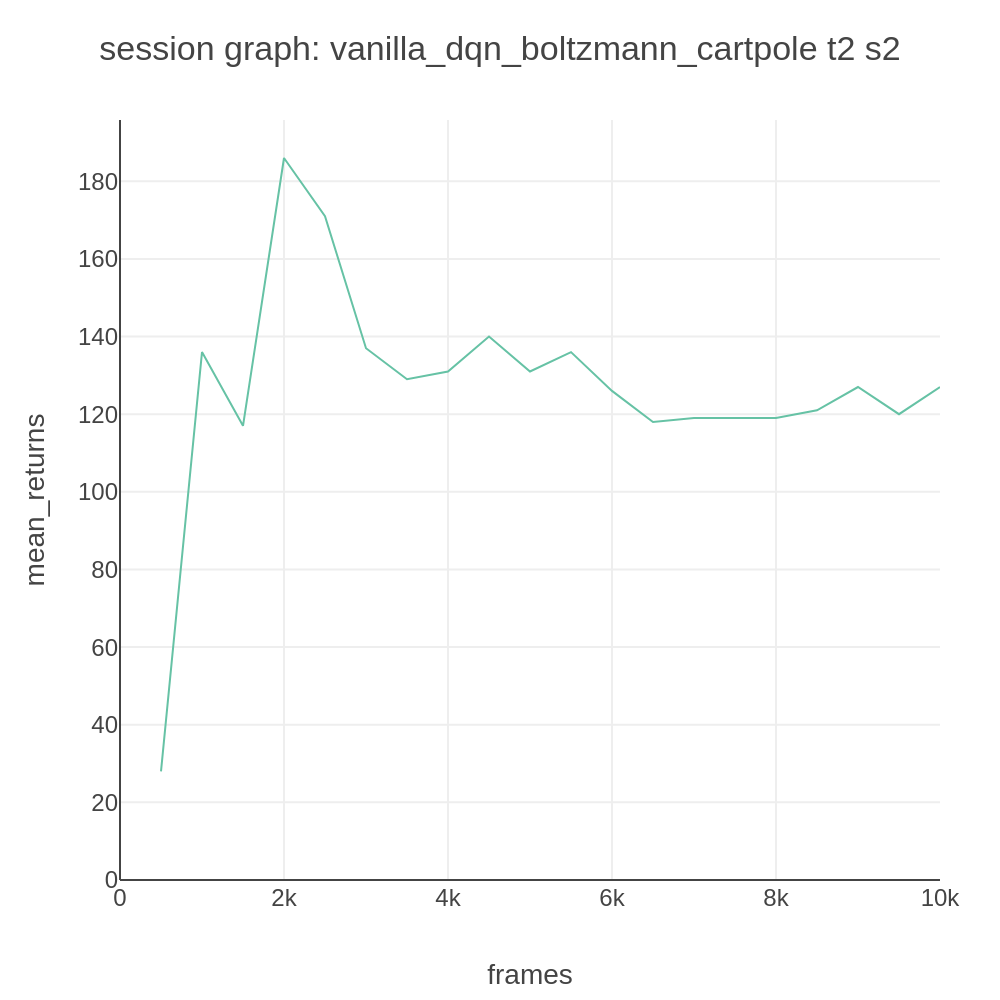 session graph: vanilla_dqn_boltzmann_cartpole t2 s2
mean_returns
180
160
140
120
100
80
60
40
20
0
0 2k 4k 6k 8k 10k
frames